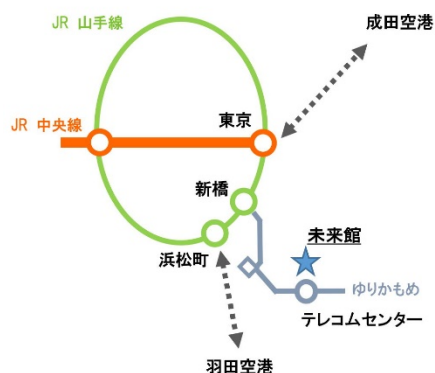 JR 山手線
成田空港
JR 中央線
東京
新橋
浜松町
未来館
ゆりかもめ
テレコムセンター
羽田空港